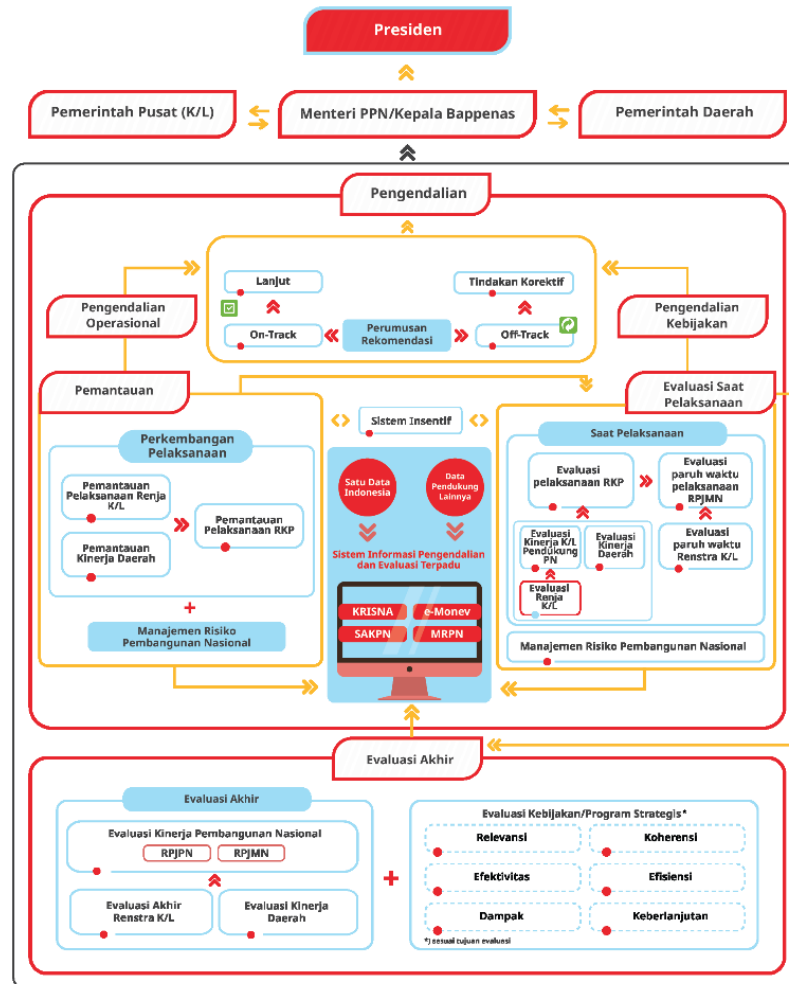 Presiden
Pemerintah Pusat (K/L)
Menteri PPN/Kepala Bappenas
Pemerintah Daerah
Pengendalian
Lanjut
Tindakan Korektif
Pengendalian
Operasional
Pengendalian
Kebijakan
On-Track
Perumusan
Rekomendasi
Off-Track
Pemantauan
Evaluasi Saat
Pelaksanaan
Sistem Insentif
Perkembangan
Pelaksanaan
Pemantauan
Pelaksanaan Renja
K/L
Pemantauan
Kinerja Daerah
Pemantauan
Pelaksanaan RKP
+
Manajemen Risiko
Pembangunan Nasional
Satu Data
Indonesia
Data
Pendukung
Lainnya
Sistem Informasi Pengendalian
dan Evaluasi Terpadu
KRISNA
e-Monev
SAKPN
MRPN
Saat Pelaksanaan
Evaluasi
pelaksanaan RKP
Evaluasi
paruh waktu
pelaksanaan
RPJMN
Evaluasi
Kinerja K/L
Pendukung
PN
Evaluasi
Kinerja
Daerah
Evaluasi
paruh waktu
Renstra K/L
Evaluasi
Renja
K/L
Manajemen Risiko Pembangunan Nasional
Evaluasi Akhir
Evaluasi Akhir
Evaluasi Kinerja Pembangunan Nasional
RPJPN
RPJMN
Evaluasi Akhir
Renstra K/L
Evaluasi Kinerja
Daerah
+
Evaluasi Kebijakan/Program Strategis*
Relevansi
Koherensi
Efektivitas
Efisiensi
Dampak
Keberlanjutan
*) sesuai tujuan evaluasi